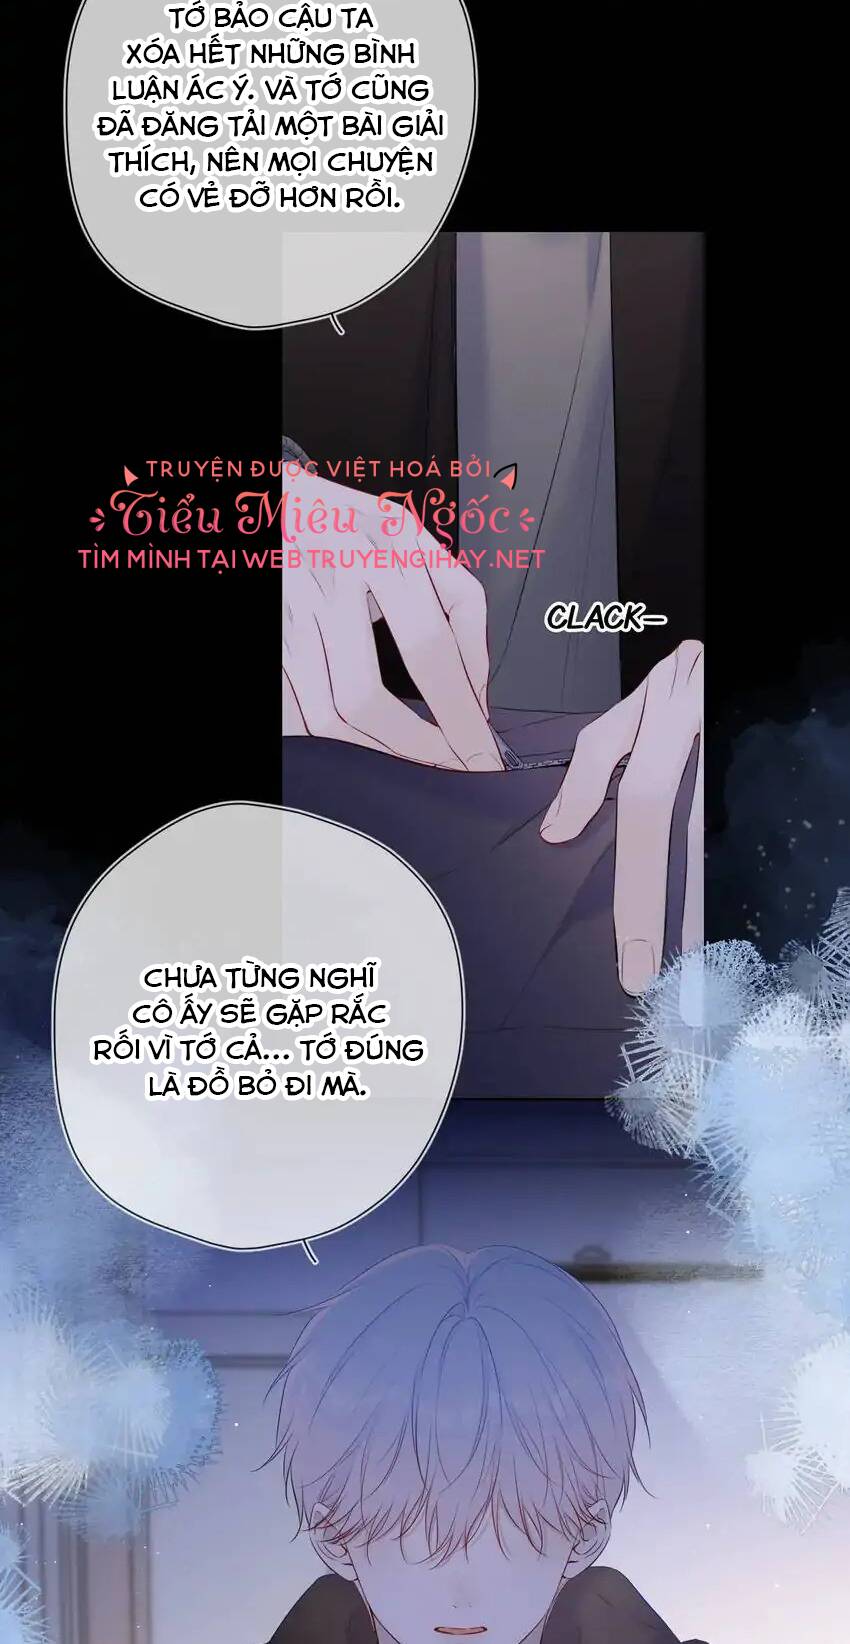 TỚ BẢO CẬU TA
XÓA HẾT NHỮNG BÌNH
LUẬN ÁC Ý. VÀ TỚ CŨNG
ĐÃ ĐĂNG TẢI MỘT BÀI GIẢI
THÍCH, NÊN MỌI CHUYỆN
CÓ VẺ ĐỠ HƠN RỒI.
TRUYỆN ĐƯỢC VIỆT HOÁ BỞI
Tiểu Miêu Ngốc
TÌM MÌNH TẠI WEB TRUYENGIHAY.NET
CLACK–
CHƯA TỪNG NGHĨ
CÔ ẤY SẼ GẶP RẮC
RỐI VÌ TỚ CẢ... TỚ ĐÚNG
LÀ ĐỒ BỎ ĐI MÀ.